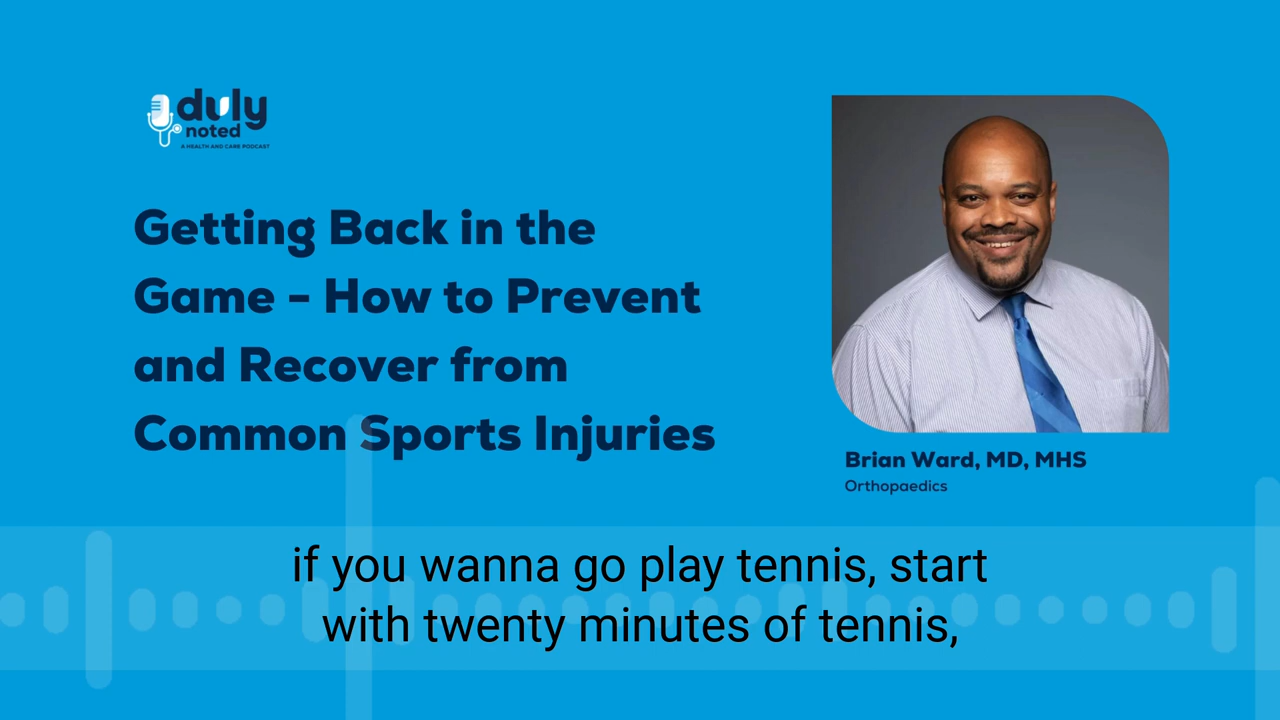 duly
noted
A HEALTH AND CARE PODCAST
Getting Back in the
Game – How to Prevent
and Recover from
Common Sports Injuries
Brian Ward, MD, MHS
Orthopaedics
if you wanna go play tennis, start
with twenty minutes of tennis,